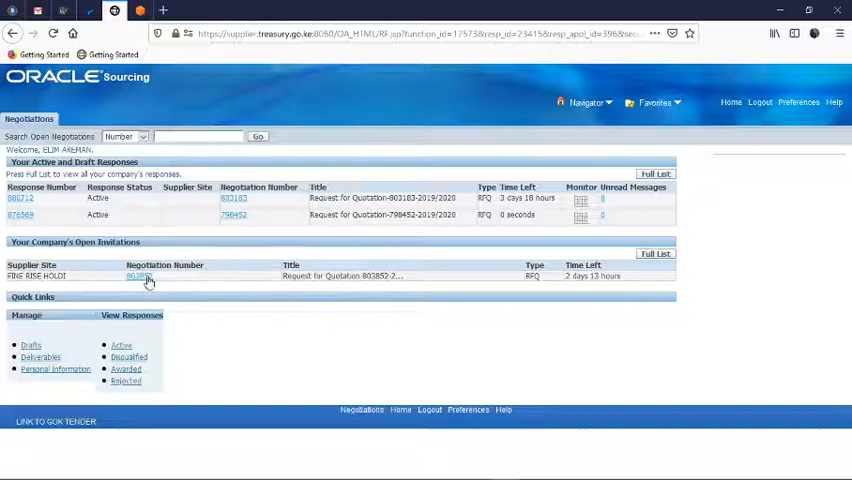 https://supplier.treasury.go.ke:8060/OA_HTML/RF.jsp?function_id=17573&resp_id=23415&resp_appl_id=396&sec
Getting Started Getting Started
ORACLE Sourcing
Navigator Favorites Home Logout Preferences Help
Negotiations
Search Open Negotiations Number Go
Welcome, ELIM AREMAN.
Your Active and Draft Responses
Press Full List to view all your company's responses. Full List
Response Number Response Status Supplier Site Negotiation Number Title Type Time Left Monitor Unread Messages
880712 Active 803183 Request for Quotation-803183-2019/2020 RFQ 3 days 18 hours 0
876569 Active 798452 Request for Quotation-798452-2019/2020 RFQ 0 seconds 0
Your Company's Open Invitations
Full List
Supplier Site Negotiation Number Title Type Time Left
FINE RISE HOLDI 803852 Request for Quotation-803852-2... RFQ 2 days 13 hours
Quick Links
Manage View Responses
Drafts Active
Deliverables Disqualified
Personal Information Awarded
Rejected
Negotiations Home Logout Preferences Help
LINK TO GOK TENDER